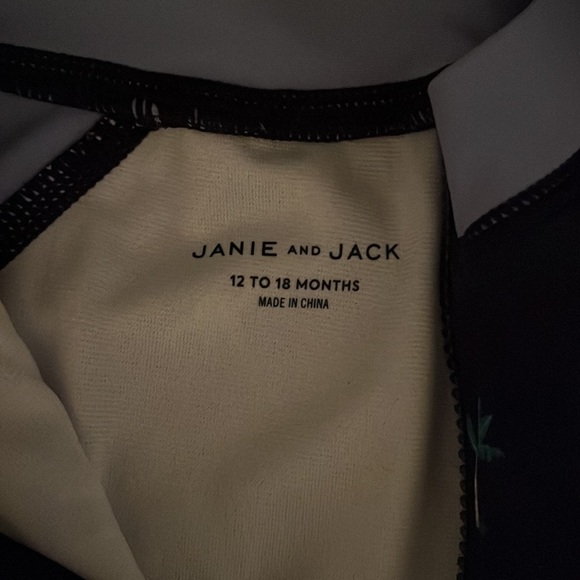 JANIE AND JACK
12 TO 18 MONTHS
MADE IN CHINA